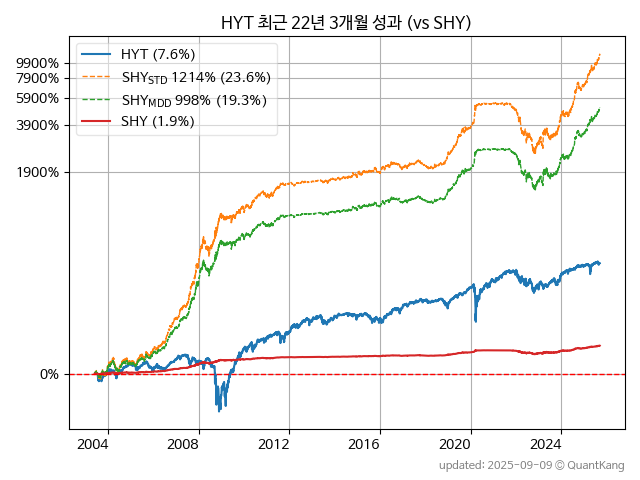 HYT 최근 22년 3개월 성과 (vs SHY)
HYT (7.6%)
SHY_STD 1214% (23.6%)
SHY_MDD 998% (19.3%)
SHY (1.9%)
9900%
7900%
5900%
3900%
1900%
0%
2004 2008 2012 2016 2020 2024
updated: 2025-09-09 © QuantKang